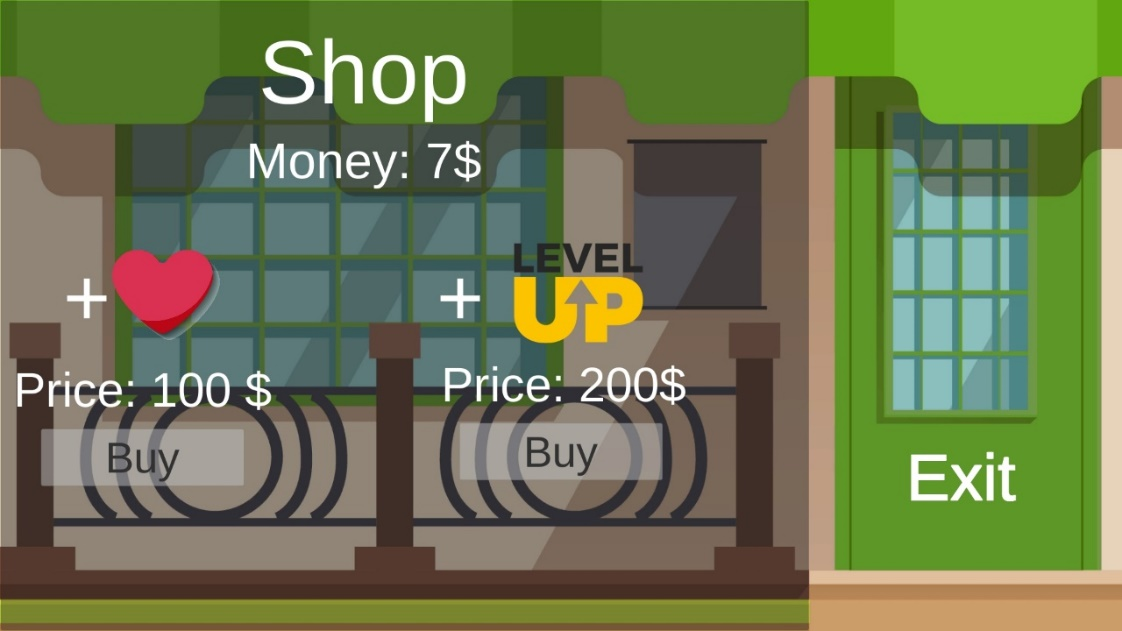 Shop
Money: 7$
+
+ LEVEL UP
Price: 100 $
Price: 200$
Buy
Buy
Exit